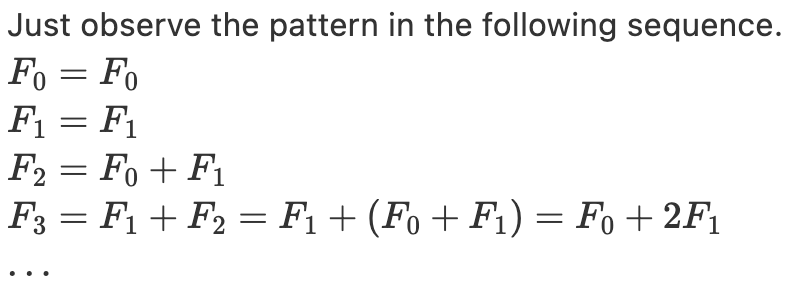 Just observe the pattern in the following sequence.
F₀ = F₀
F₁ = F₁
F₂ = F₀ + F₁
F₃ = F₁ + F₂ = F₁ + (F₀ + F₁) = F₀ + 2F₁
...